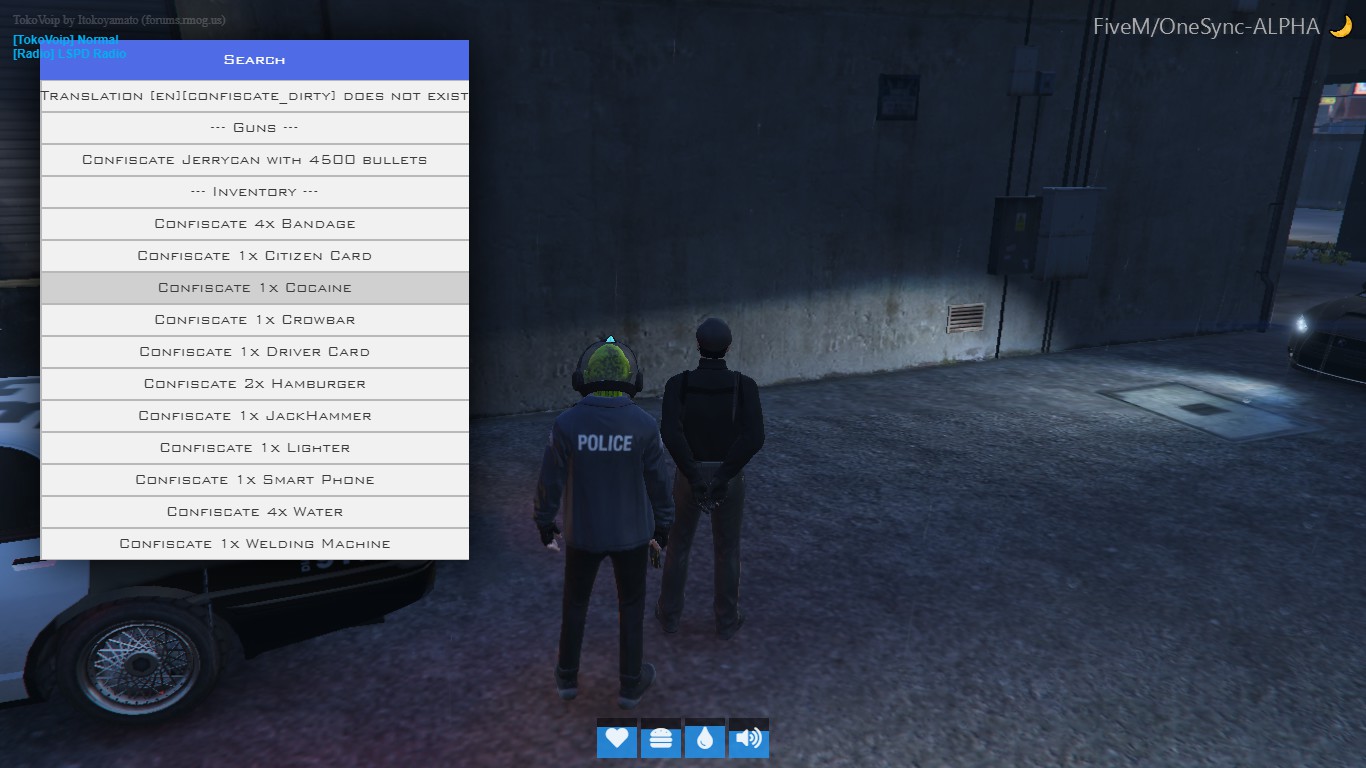 TokoVoip by Itokoyamato (forums.rmog.us)
[TokoVoip] Normal
[Radio] LSPD Radio
FiveM/OneSync-ALPHA 🌙
Search
Translation [en][confiscate_dirty] does not exist
--- Guns ---
Confiscate Jerrycan with 4500 bullets
--- Inventory ---
Confiscate 4x Bandage
Confiscate 1x Citizen Card
Confiscate 1x Cocaine
Confiscate 1x Crowbar
Confiscate 1x Driver Card
Confiscate 2x Hamburger
Confiscate 1x JackHammer
Confiscate 1x Lighter
Confiscate 1x Smart Phone
Confiscate 4x Water
Confiscate 1x Welding Machine
POLICE